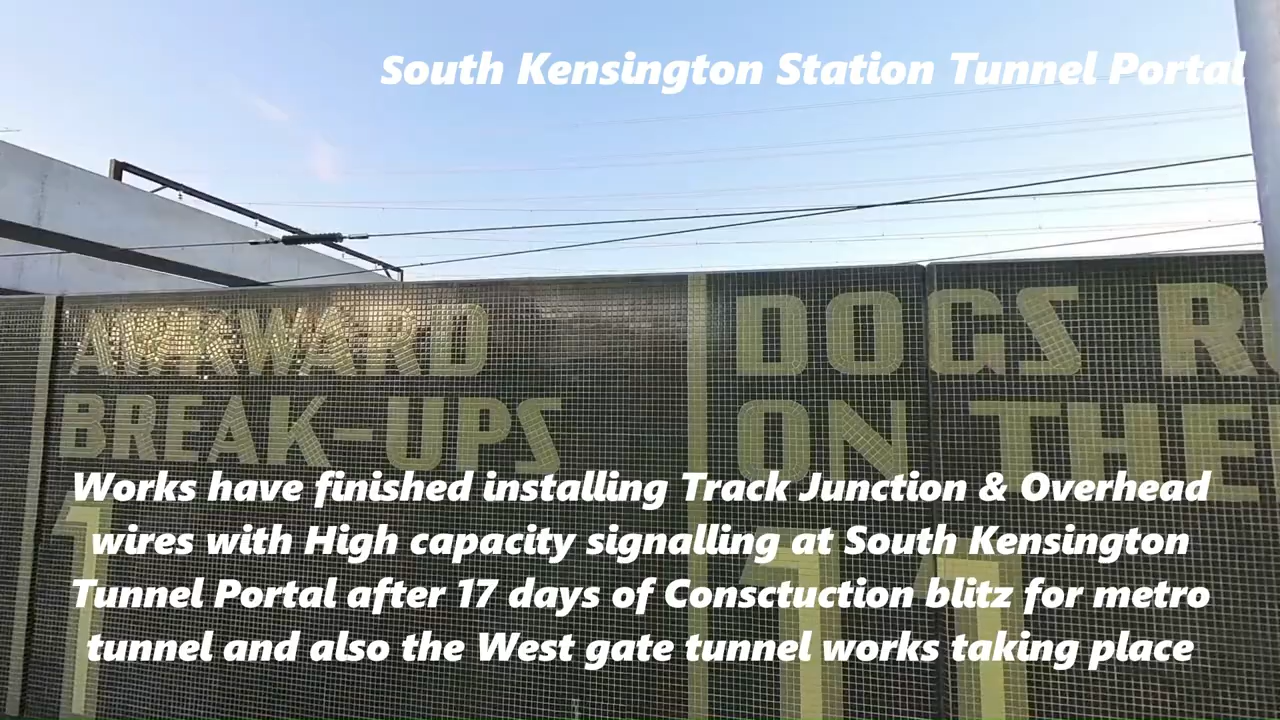 South Kensington Station Tunnel Portal
AWKWARD
BREAK-UPS
1
DOGS
ON THE
11
Works have finished installing Track Junction & Overhead
wires with High capacity signalling at South Kensington
Tunnel Portal after 17 days of Consctuction blitz for metro
tunnel and also the West gate tunnel works taking place